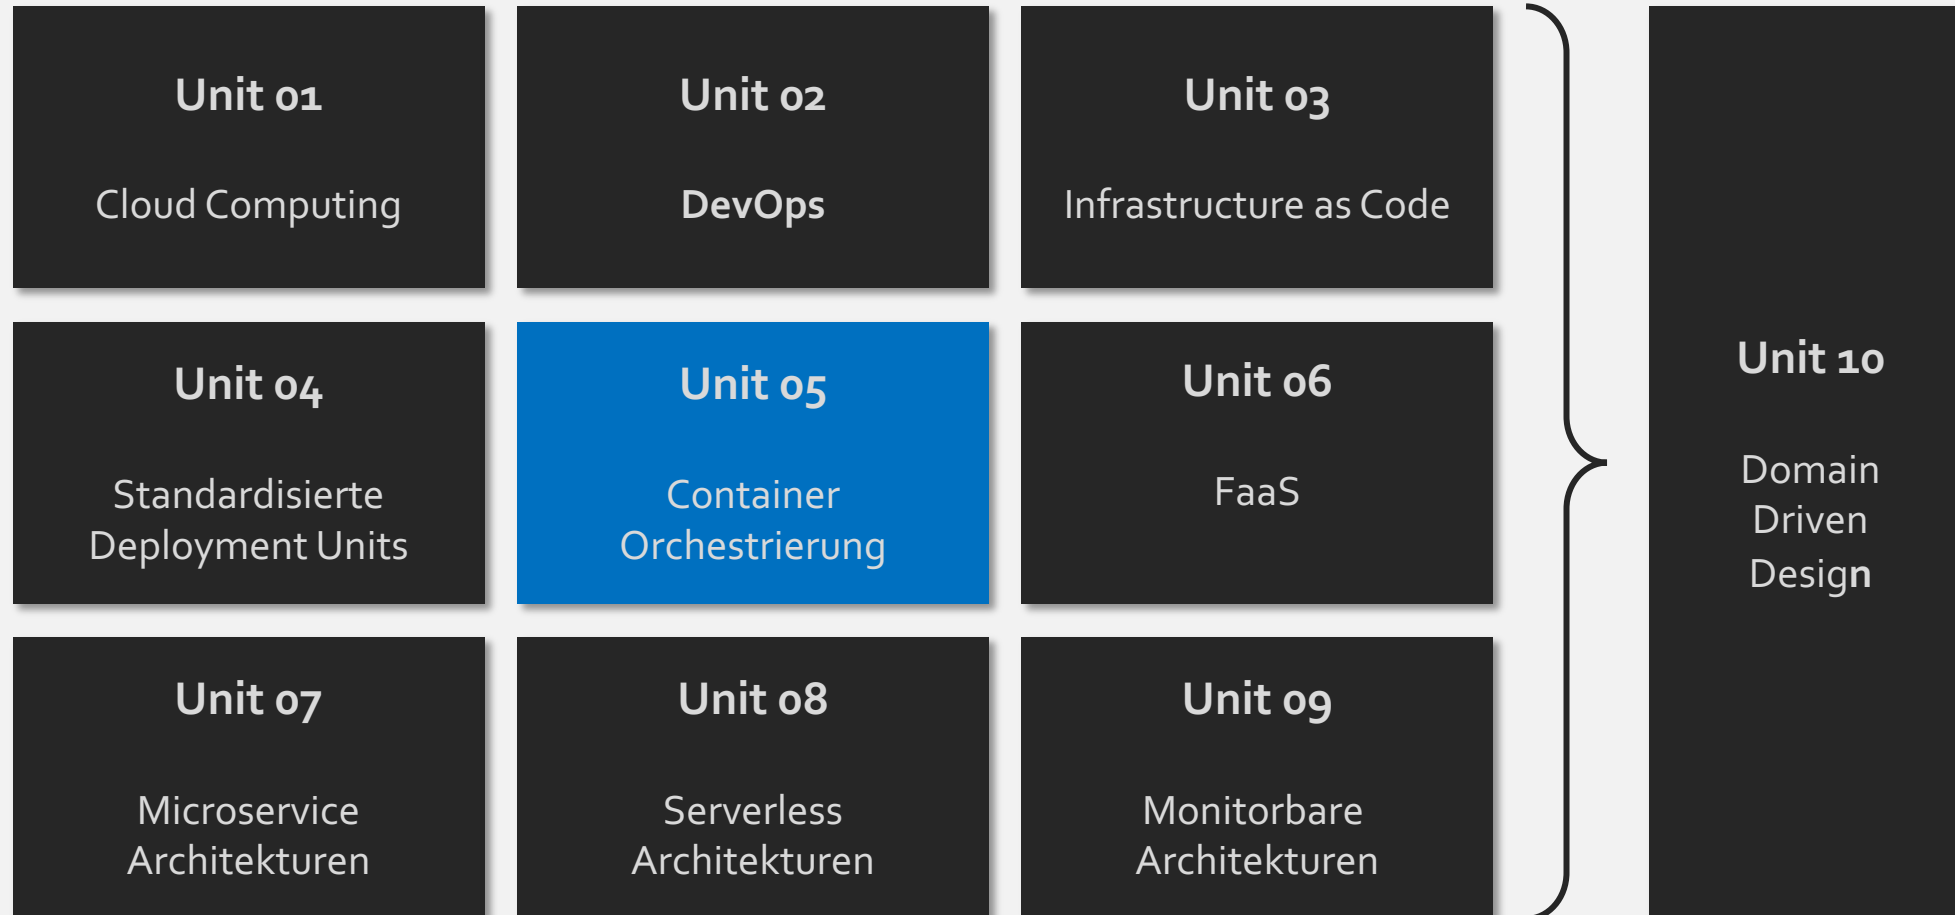 Unit 01
Cloud Computing
Unit 02
DevOps
Unit 03
Infrastructure as Code
Unit 04
Standardisierte
Deployment Units
Unit 05
Container
Orchestrierung
Unit 06
FaaS
Unit 07
Microservice
Architekturen
Unit 08
Serverless
Architekturen
Unit 09
Monitorbare
Architekturen
Unit 10
Domain
Driven
Design